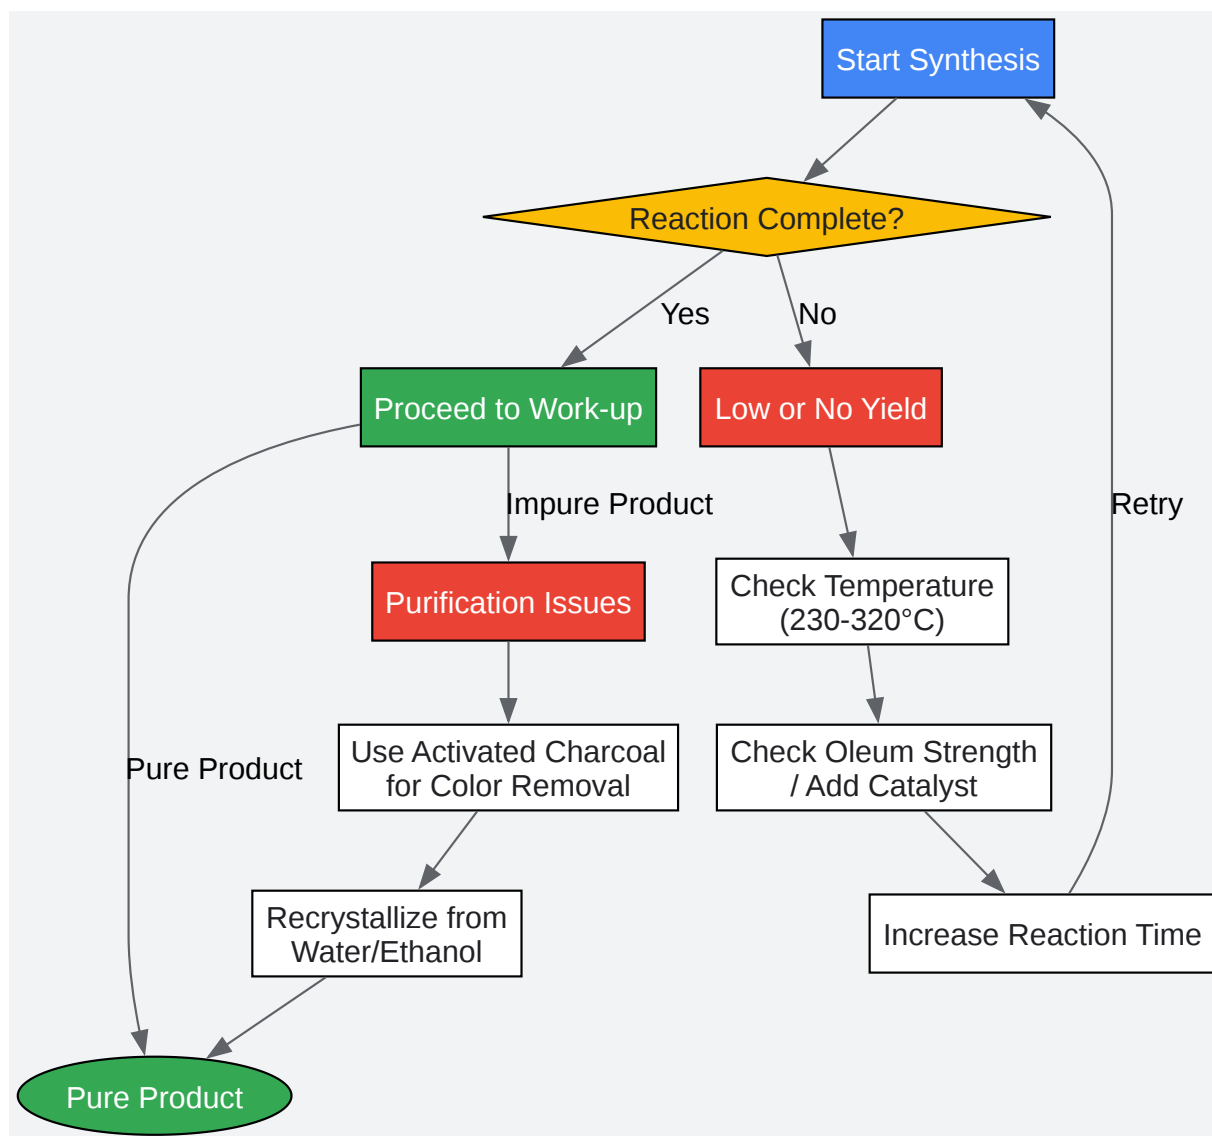 Start Synthesis
Reaction Complete?
Yes
No
Proceed to Work-up
Low or No Yield
Impure Product
Retry
Check Temperature
(230-320°C)
Purification Issues
Use Activated Charcoal
for Color Removal
Check Oleum Strength
/ Add Catalyst
Pure Product
Recrystallize from
Water/Ethanol
Increase Reaction Time
Pure Product